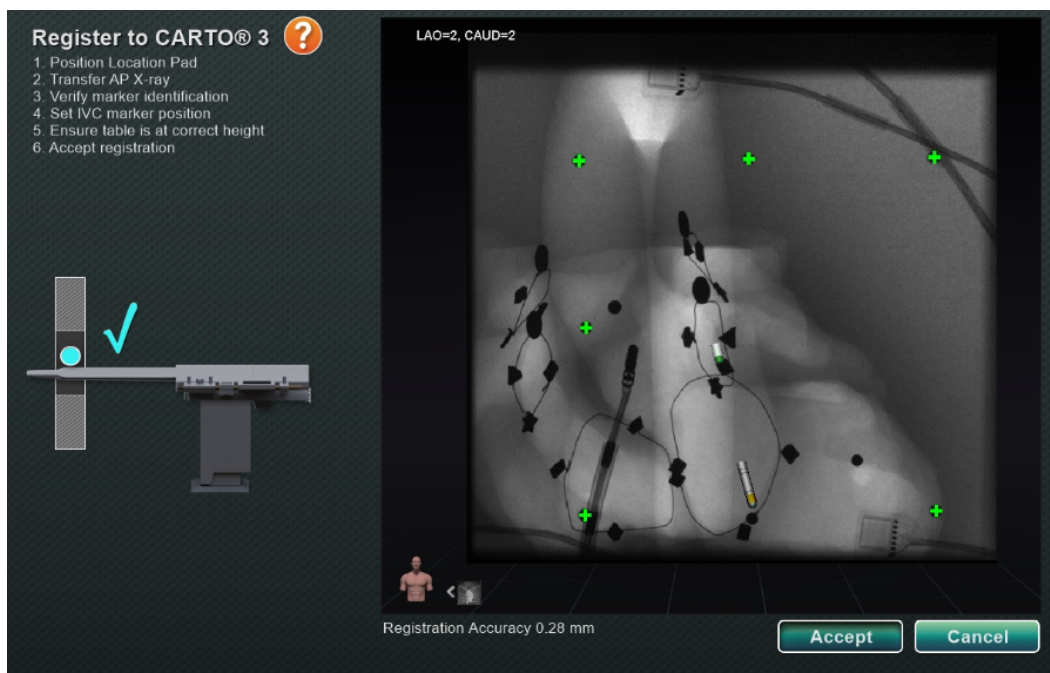 Register to CARTO® 3 ?
1. Position Location Pad
2. Transfer AP X-ray
3. Verify marker identification
4. Set IVC marker position
5. Ensure table is at correct height
6. Accept registration
LAO=2, CAUD=2
Registration Accuracy 0.28 mm
Accept
Cancel